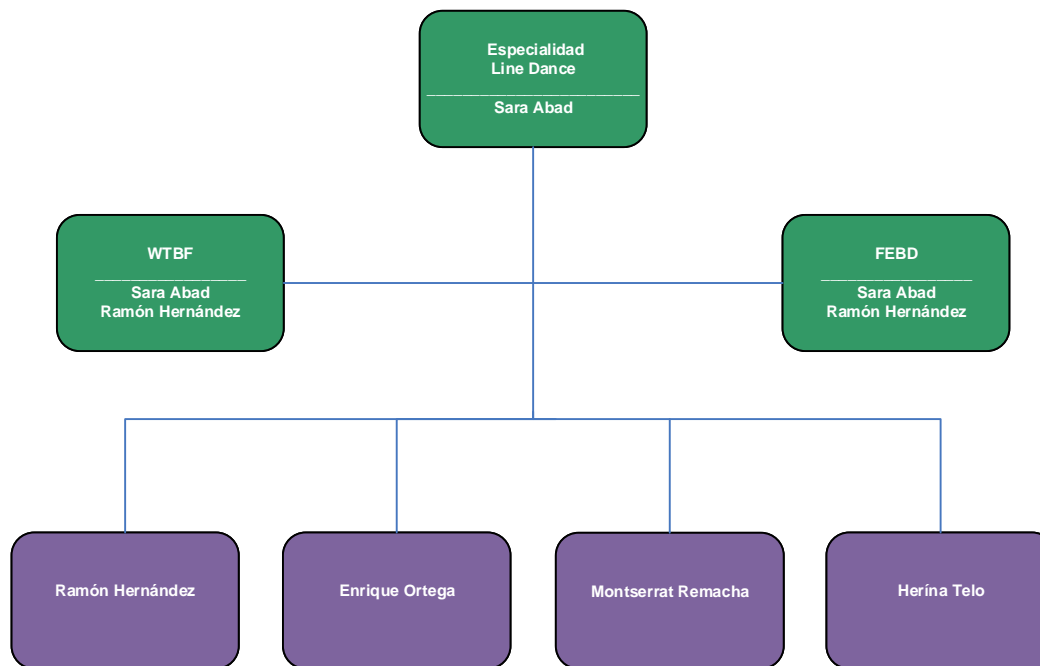 Especialidad
Line Dance
Sara Abad
WTBF
Sara Abad
Ramón Hernández
FEBD
Sara Abad
Ramón Hernández
Ramón Hernández
Enrique Ortega
Montserrat Remacha
Herína Telo